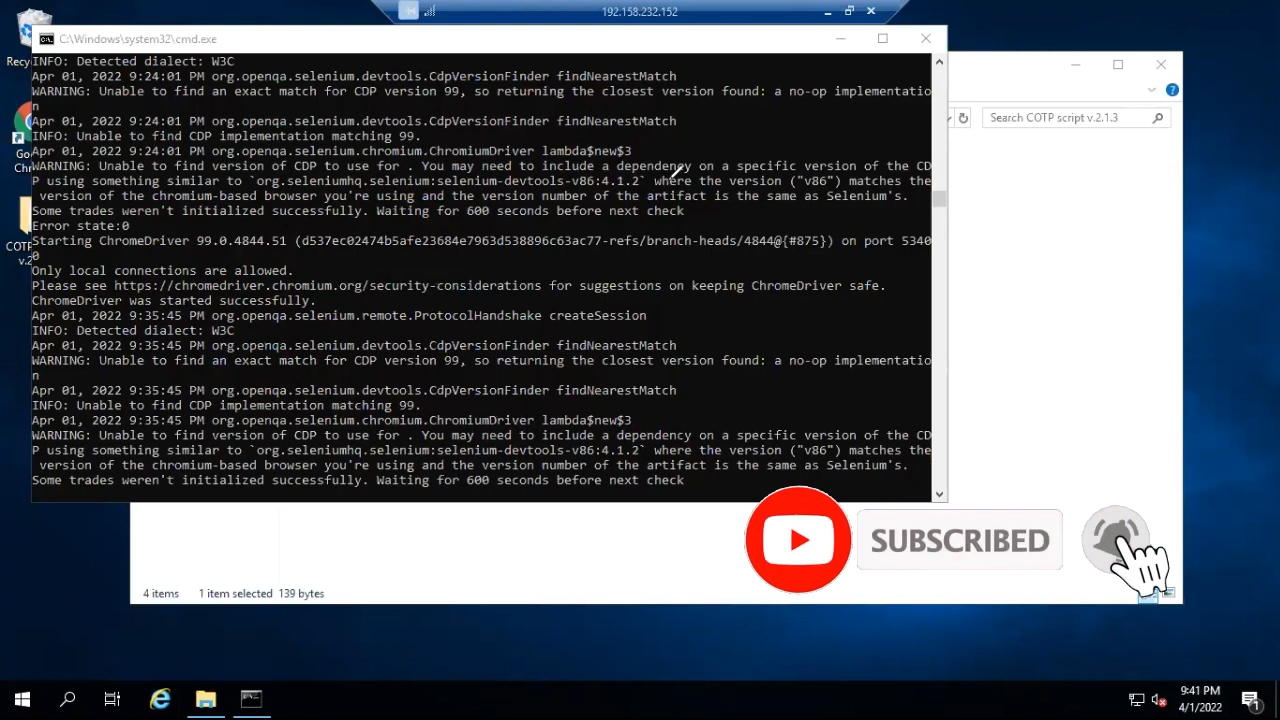 192.158.232.152
Recy
C:\Windows\system32\cmd.exe
INFO: Detected dialect: W3C
Apr 01, 2022 9:24:01 PM org.openqa.selenium.devtools.CdpVersionFinder findNearestMatch
WARNING: Unable to find an exact match for CDP version 99, so returning the closest version found: a no-op implementatio
n
Apr 01, 2022 9:24:01 PM org.openqa.selenium.devtools.CdpVersionFinder findNearestMatch
INFO: Unable to find CDP implementation matching 99.
Apr 01, 2022 9:24:01 PM org.openqa.selenium.chromium.ChromiumDriver lambda$new$3
WARNING: Unable to find version of CDP to use for . You may need to include a dependency on a specific version of the CD
P using something similar to `org.seleniumhq.selenium:selenium-devtools-v86:4.1.2` where the version ("v86") matches the
version of the chromium-based browser you're using and the version number of the artifact is the same as Selenium's.
Some trades weren't initialized successfully. Waiting for 600 seconds before next check
Error state:0
Starting ChromeDriver 99.0.4844.51 (d537ec02474b5afe23684e7963d538896c63ac77-refs/branch-heads/4844@{#875}) on port 5340
0
Only local connections are allowed.
Please see https://chromedriver.chromium.org/security-considerations for suggestions on keeping ChromeDriver safe.
ChromeDriver was started successfully.
Apr 01, 2022 9:35:45 PM org.openqa.selenium.remote.ProtocolHandshake createSession
INFO: Detected dialect: W3C
Apr 01, 2022 9:35:45 PM org.openqa.selenium.devtools.CdpVersionFinder findNearestMatch
WARNING: Unable to find an exact match for CDP version 99, so returning the closest version found: a no-op implementatio
n
Apr 01, 2022 9:35:45 PM org.openqa.selenium.devtools.CdpVersionFinder findNearestMatch
INFO: Unable to find CDP implementation matching 99.
Apr 01, 2022 9:35:45 PM org.openqa.selenium.chromium.ChromiumDriver lambda$new$3
WARNING: Unable to find version of CDP to use for . You may need to include a dependency on a specific version of the CD
P using something similar to `org.seleniumhq.selenium:selenium-devtools-v86:4.1.2` where the version ("v86") matches the
version of the chromium-based browser you're using and the version number of the artifact is the same as Selenium's.
Some trades weren't initialized successfully. Waiting for 600 seconds before next check
Go
Ch
COTP
v.2
Search COTP script v.2.1.3
SUBSCRIBED
4 items 1 item selected 139 bytes
9:41 PM
4/1/2022
1